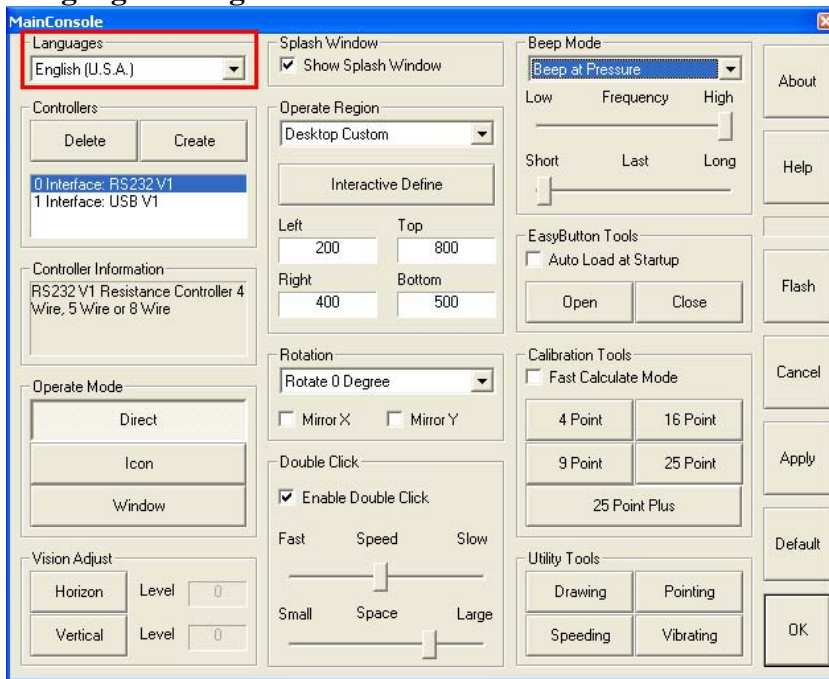 MainConsole
Languages
English (U.S.A.)
Controllers
Delete Create
0 Interface: RS232 V1
1 Interface: USB V1
Controller Information
RS232 V1 Resistance Controller 4
Wire, 5 Wire or 8 Wire
Operate Mode
Direct
Icon
Window
Vision Adjust
Horizon Level 0
Vertical Level 0
Splash Window
Show Splash Window
Operate Region
Desktop Custom
Interactive Define
Left Top
200 800
Right Bottom
400 500
Rotation
Rotate 0 Degree
Mirror X Mirror Y
Double Click
Enable Double Click
Fast Speed Slow
Small Space Large
Beep Mode
Beep at Pressure
Low Frequency High
Short Last Long
EasyButton Tools
Auto Load at Startup
Open Close
Calibration Tools
Fast Calculate Mode
4 Point 16 Point
9 Point 25 Point
25 Point Plus
Utility Tools
Drawing Pointing
Speeding Vibrating
About
Help
Flash
Cancel
Apply
Default
OK